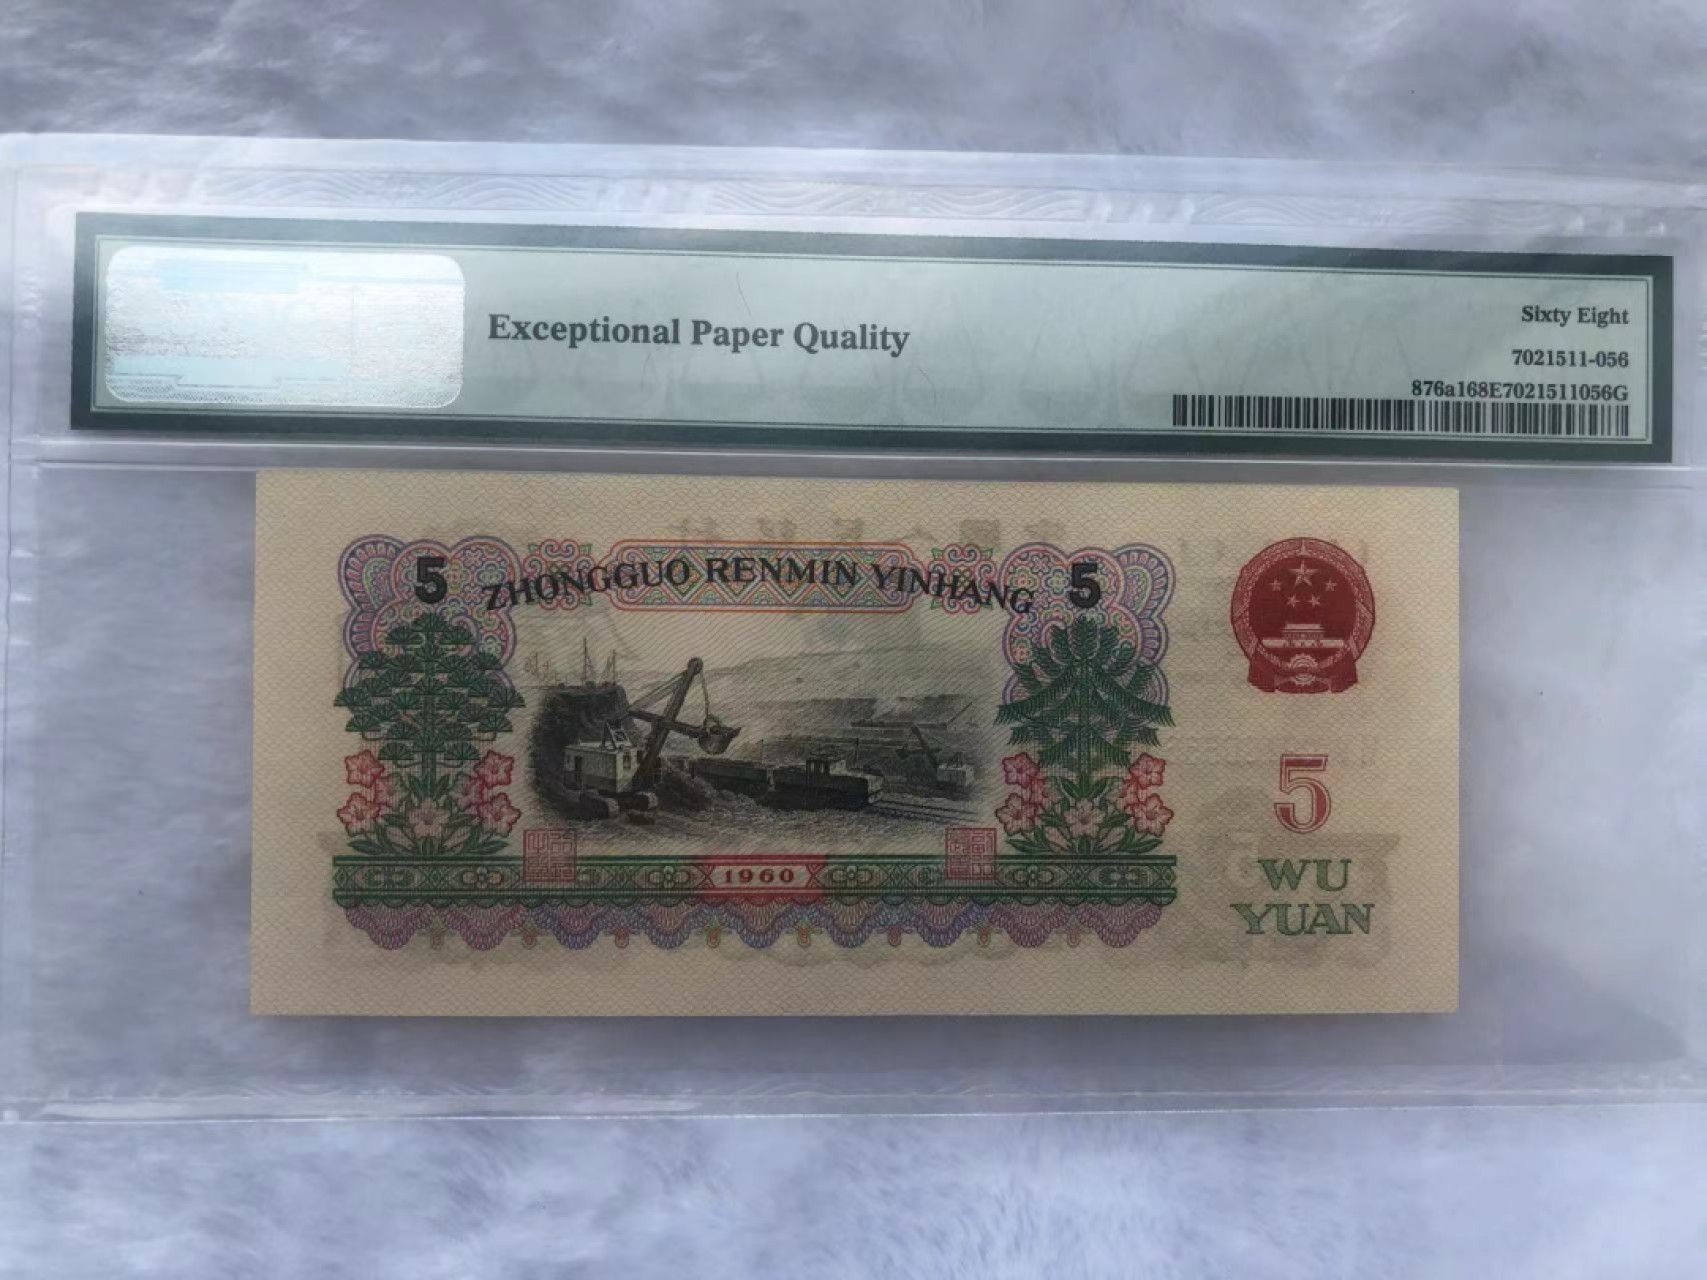 Exceptional Paper Quality
Sixty Eight
7021511-056
876a168E7021511056G
5 ZHONGGUO RENMIN YINHANG 5
1960
5
WU
YUAN